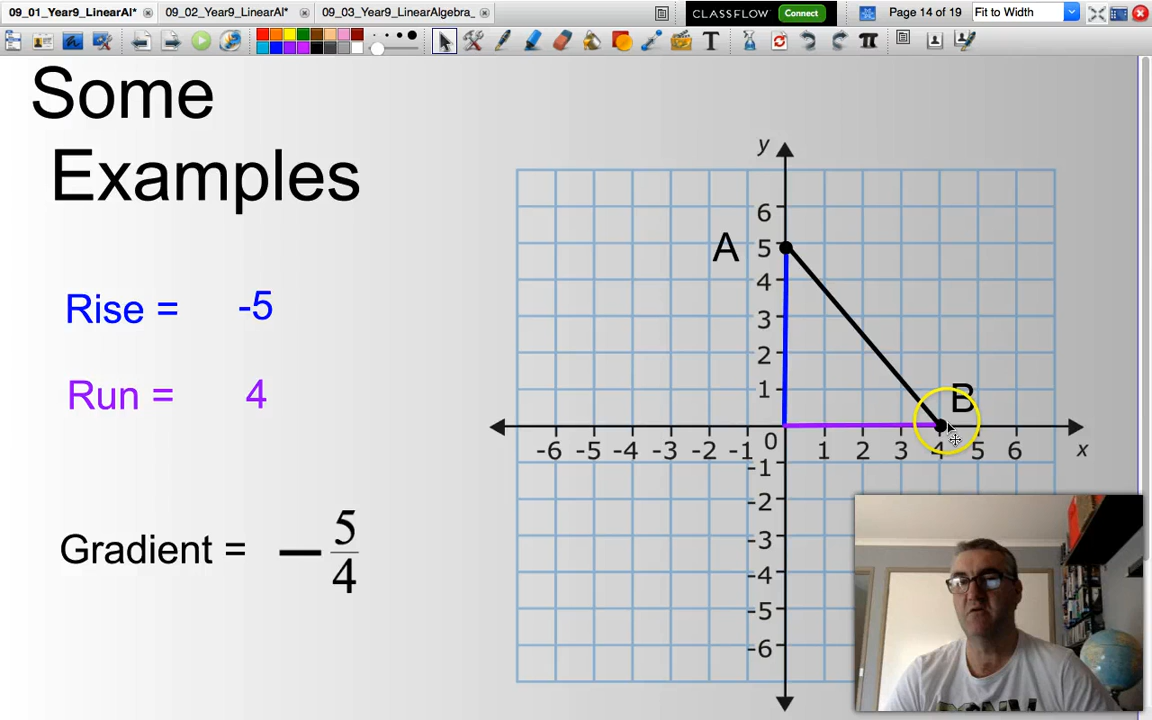 09_01_Year9_LinearAl*
09_02_Year9_LinearAl*
09_03_Year9_LinearAlgebra_
CLASSFLOW
Connect
Page 14 of 19
Fit to Width
T
Some
Examples
Rise = -5
Run = 4
Gradient = − 5/4
y
6
A
5
4
3
2
1
B
-6 -5 -4 -3 -2 -1 0 1 2 3 4 5 6
x
-1
-2
-3
-4
-5
-6